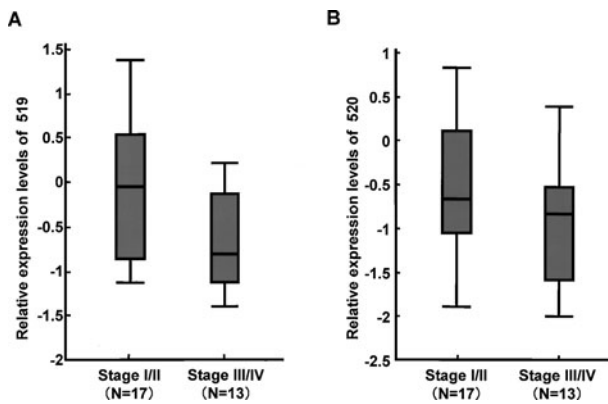 A
Relative expression levels of 519
1.5
1
0.5
0
-0.5
-1
-1.5
-2
Stage I/II
(N=17)
Stage III/IV
(N=13)
B
Relative expression levels of 520
1
0.5
0
-0.5
-1
-1.5
-2
-2.5
Stage I/II
(N=17)
Stage III/IV
(N=13)